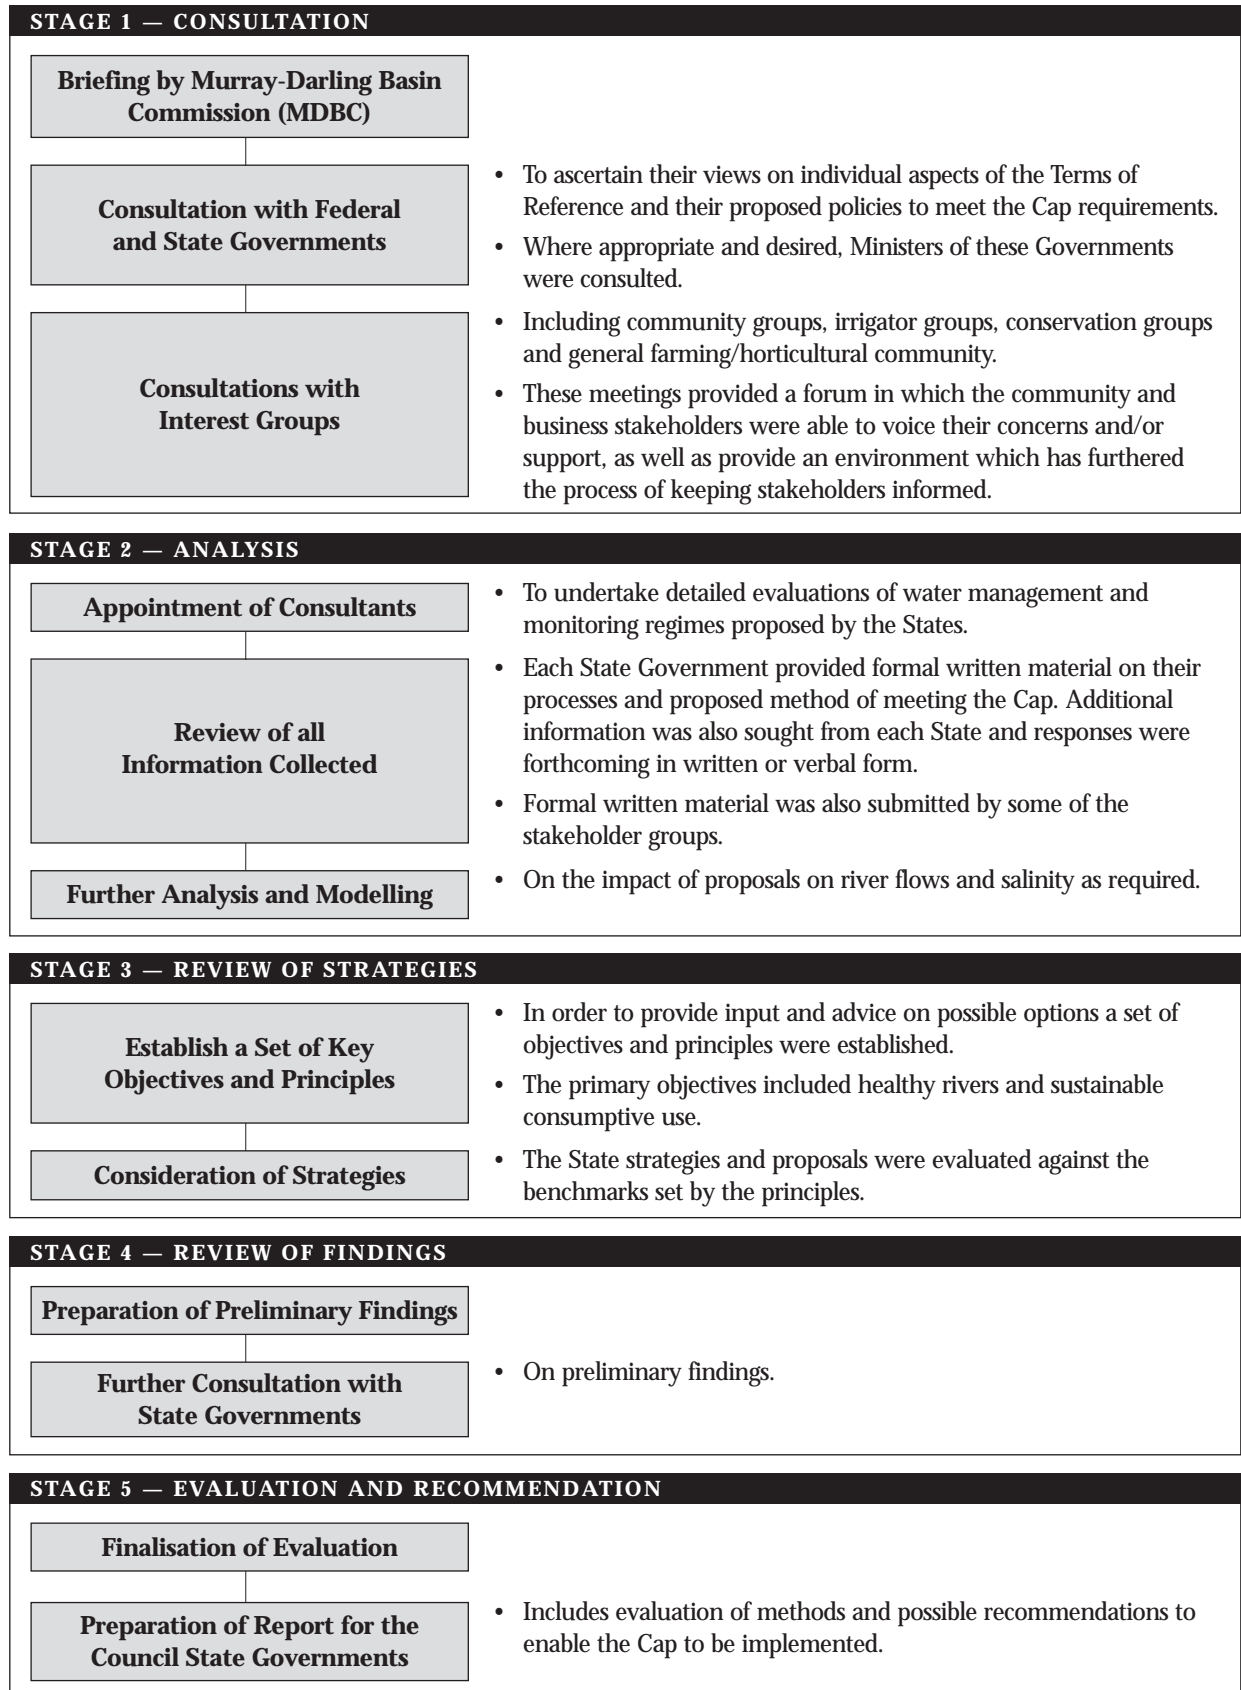 STAGE 1 — CONSULTATION
Briefing by Murray-Darling Basin
Commission (MDBC)
Consultation with Federal
and State Governments
• To ascertain their views on individual aspects of the Terms of
Reference and their proposed policies to meet the Cap requirements.
• Where appropriate and desired, Ministers of these Governments
were consulted.
Consultations with
Interest Groups
• Including community groups, irrigator groups, conservation groups
and general farming/horticultural community.
• These meetings provided a forum in which the community and
business stakeholders were able to voice their concerns and/or
support, as well as provide an environment which has furthered
the process of keeping stakeholders informed.
STAGE 2 — ANALYSIS
Appointment of Consultants
• To undertake detailed evaluations of water management and
monitoring regimes proposed by the States.
Review of all
Information Collected
• Each State Government provided formal written material on their
processes and proposed method of meeting the Cap. Additional
information was also sought from each State and responses were
forthcoming in written or verbal form.
• Formal written material was also submitted by some of the
stakeholder groups.
Further Analysis and Modelling
• On the impact of proposals on river flows and salinity as required.
STAGE 3 — REVIEW OF STRATEGIES
Establish a Set of Key
Objectives and Principles
• In order to provide input and advice on possible options a set of
objectives and principles were established.
• The primary objectives included healthy rivers and sustainable
consumptive use.
Consideration of Strategies
• The State strategies and proposals were evaluated against the
benchmarks set by the principles.
STAGE 4 — REVIEW OF FINDINGS
Preparation of Preliminary Findings
Further Consultation with
State Governments
• On preliminary findings.
STAGE 5 — EVALUATION AND RECOMMENDATION
Finalisation of Evaluation
Preparation of Report for the
Council State Governments
• Includes evaluation of methods and possible recommendations to
enable the Cap to be implemented.